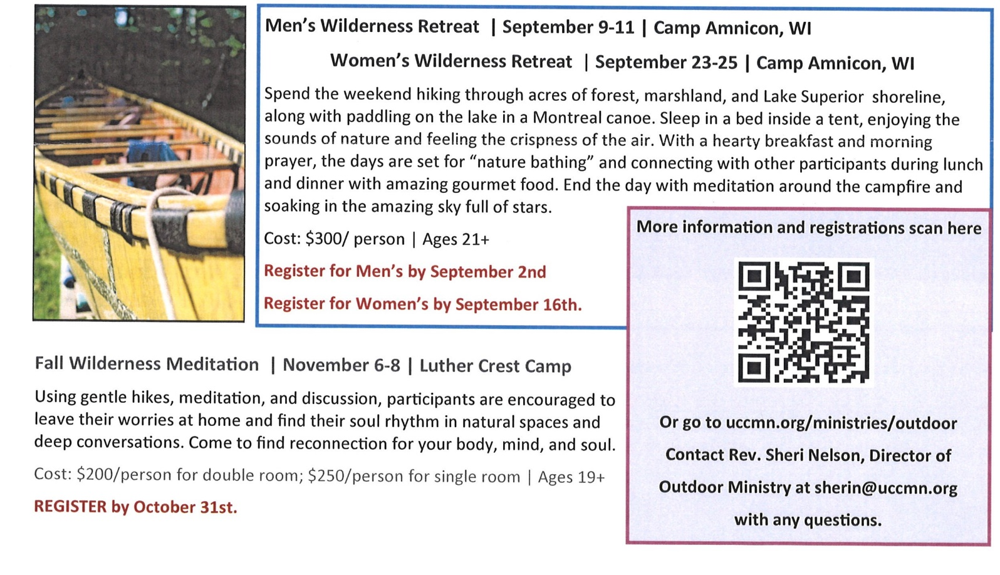 Men’s Wilderness Retreat | September 9-11 | Camp Amnicon, WI
Women’s Wilderness Retreat | September 23-25 | Camp Amnicon, WI
Spend the weekend hiking through acres of forest, marshland, and Lake Superior shoreline,
along with paddling on the lake in a Montreal canoe. Sleep in a bed inside a tent, enjoying the
sounds of nature and feeling the crispness of the air. With a hearty breakfast and morning
prayer, the days are set for “nature bathing” and connecting with other participants during lunch
and dinner with amazing gourmet food. End the day with meditation around the campfire and
soaking in the amazing sky full of stars.
Cost: $300/ person | Ages 21+
Register for Men’s by September 2nd
Register for Women’s by September 16th.
More information and registrations scan here
Or go to uccmn.org/ministries/outdoor
Contact Rev. Sheri Nelson, Director of
Outdoor Ministry at sherin@uccmn.org
with any questions.
Fall Wilderness Meditation | November 6-8 | Luther Crest Camp
Using gentle hikes, meditation, and discussion, participants are encouraged to
leave their worries at home and find their soul rhythm in natural spaces and
deep conversations. Come to find reconnection for your body, mind, and soul.
Cost: $200/person for double room; $250/person for single room | Ages 19+
REGISTER by October 31st.